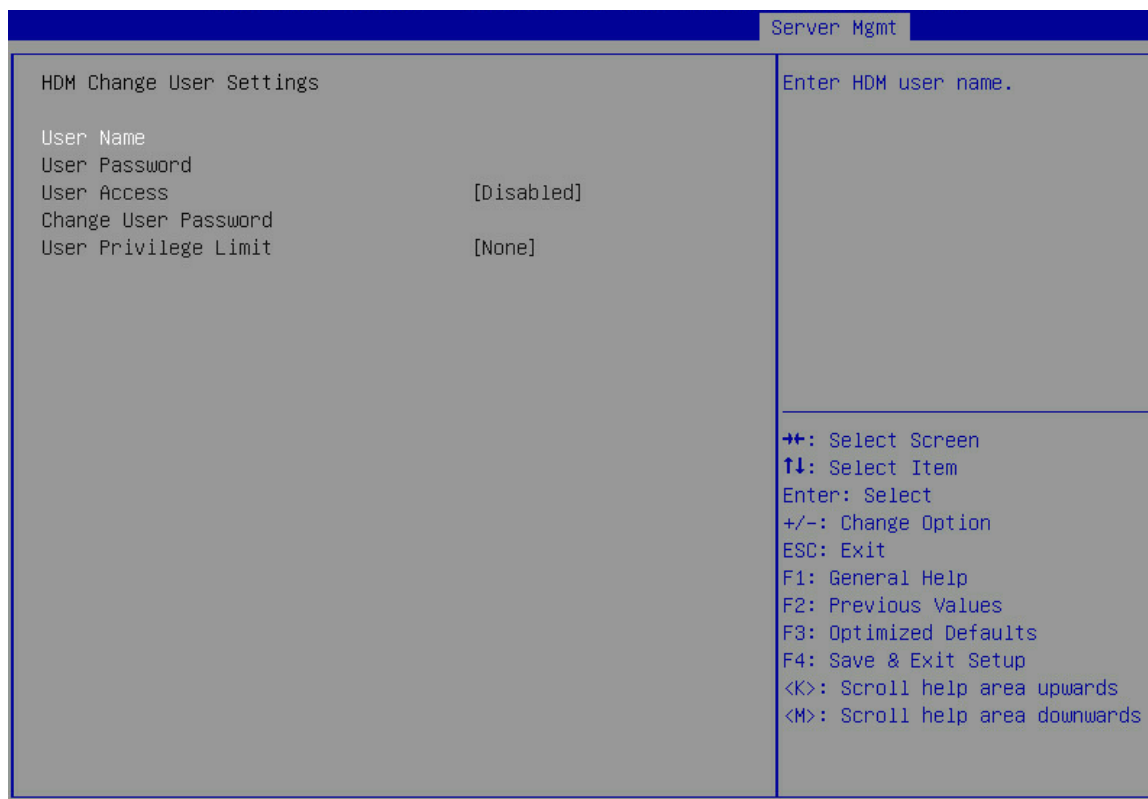 Server Mgmt
HDM Change User Settings
User Name
User Password
User Access [Disabled]
Change User Password
User Privilege Limit [None]
Enter HDM user name.
→←: Select Screen
↑↓: Select Item
Enter: Select
+/-: Change Option
ESC: Exit
F1: General Help
F2: Previous Values
F3: Optimized Defaults
F4: Save & Exit Setup
<K>: Scroll help area upwards
<M>: Scroll help area downwards